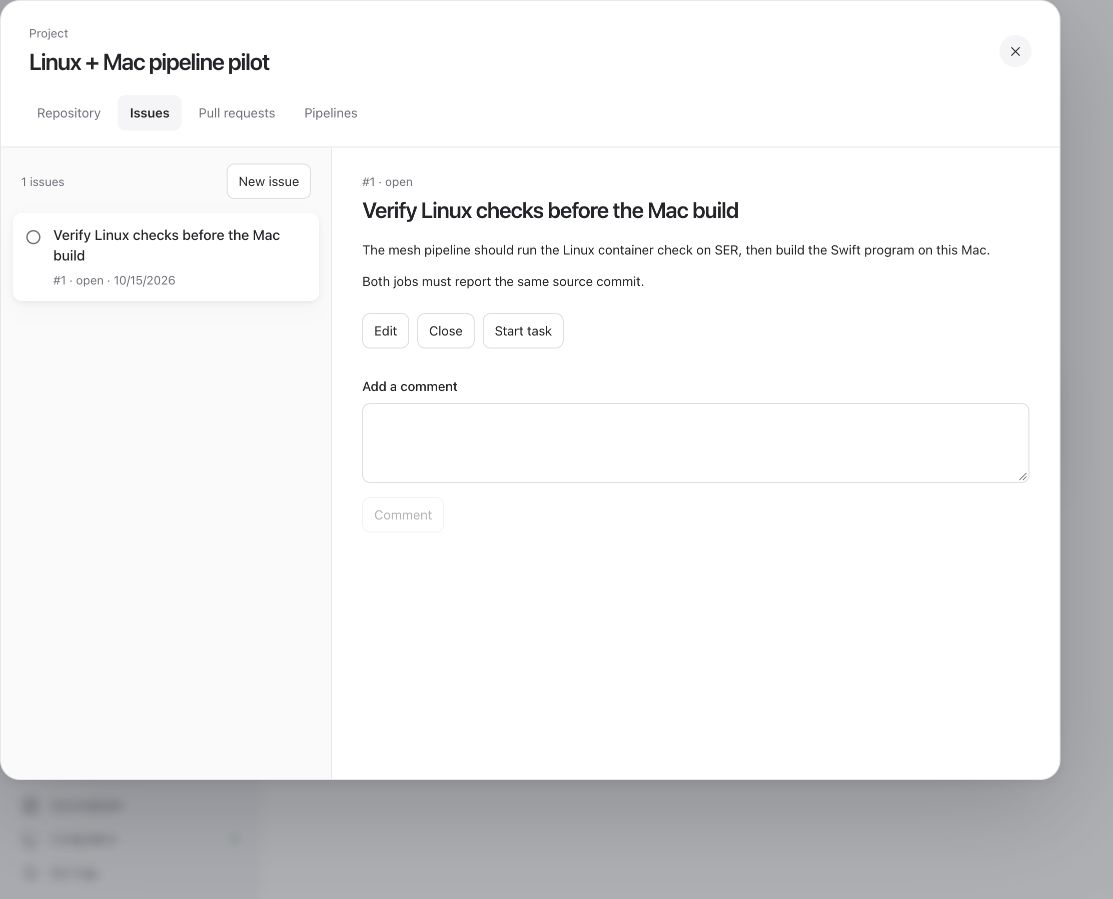 Project
Linux + Mac pipeline pilot
Repository
Issues
Pull requests
Pipelines
1 issues
New issue
Verify Linux checks before the Mac
build
#1 · open · 10/15/2026
#1 · open
Verify Linux checks before the Mac build
The mesh pipeline should run the Linux container check on SER, then build the Swift program on this Mac.
Both jobs must report the same source commit.
Edit
Close
Start task
Add a comment
Comment